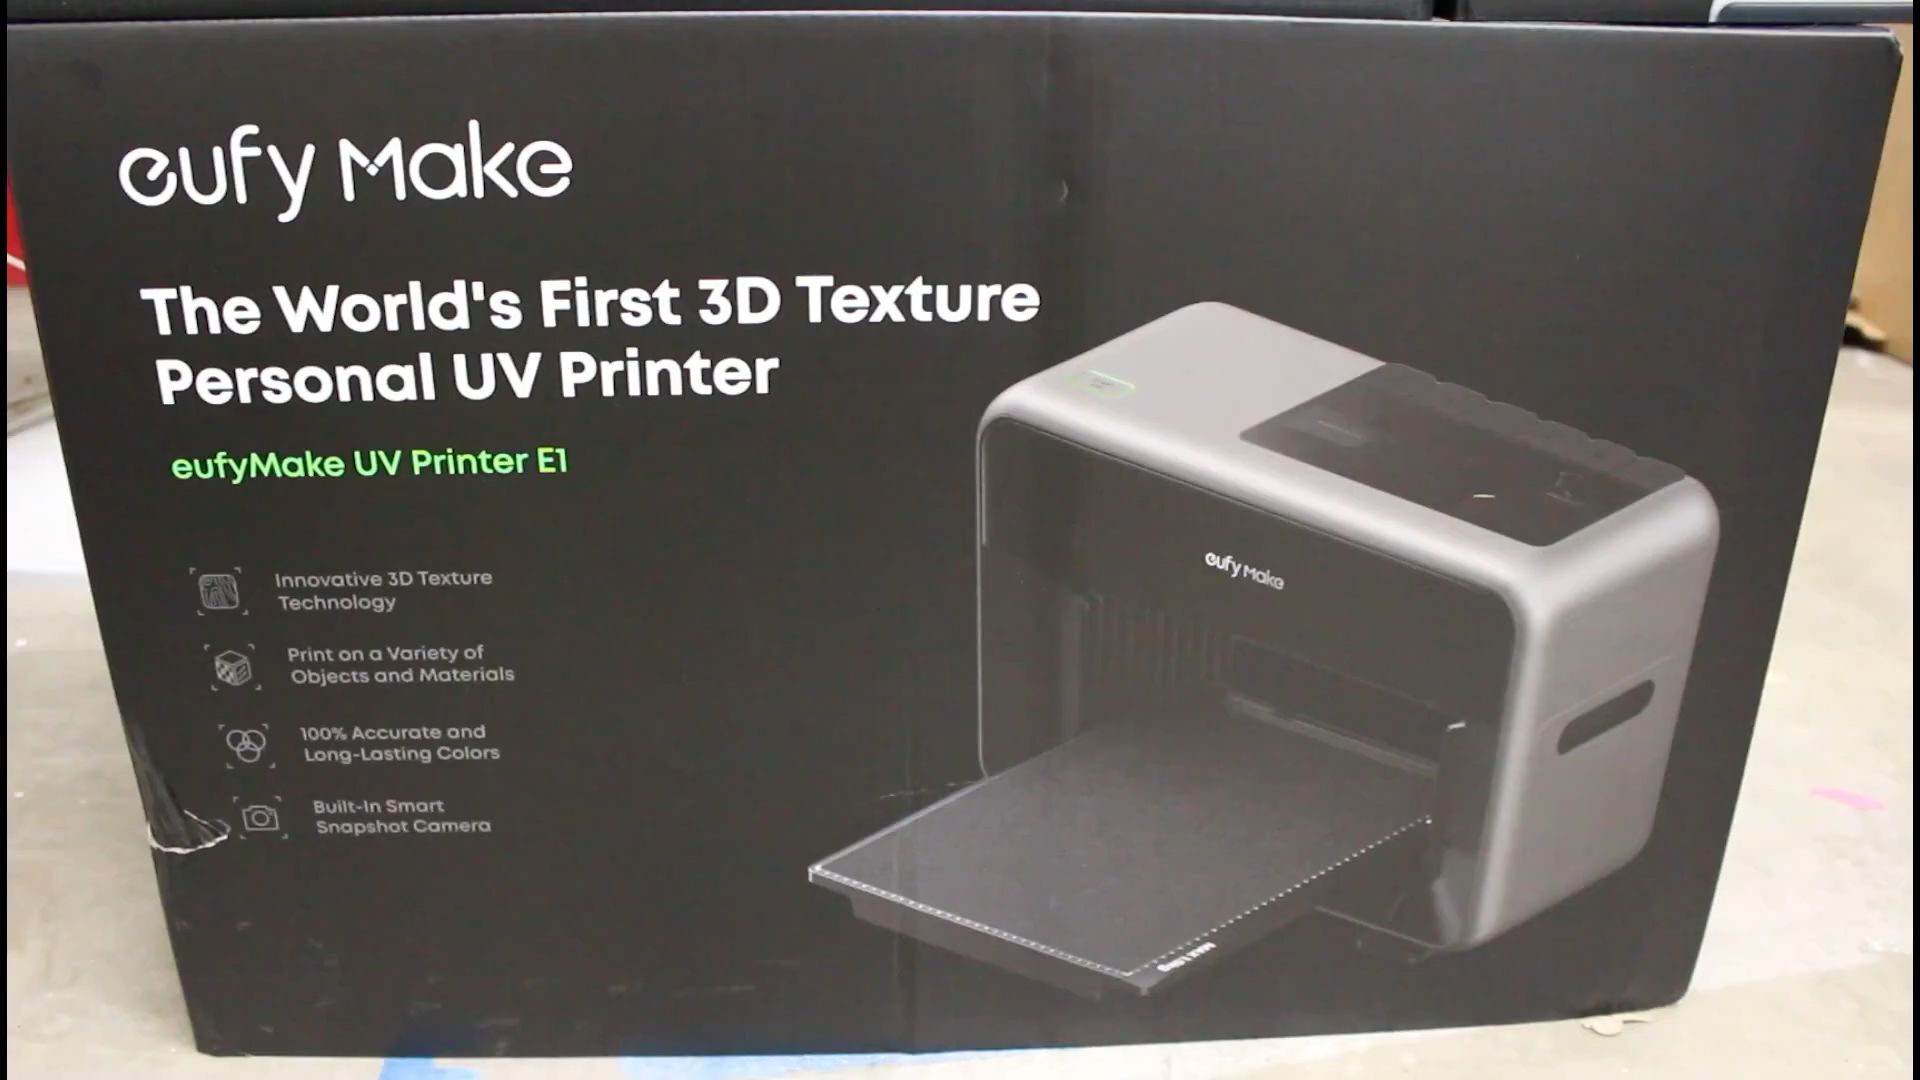 eufy Make
The World's First 3D Texture
Personal UV Printer
eufyMake UV Printer E1
Innovative 3D Texture
Technology
Print on a Variety of
Objects and Materials
100% Accurate and
Long-Lasting Colors
Built-In Smart
Snapshot Camera
eufy Make